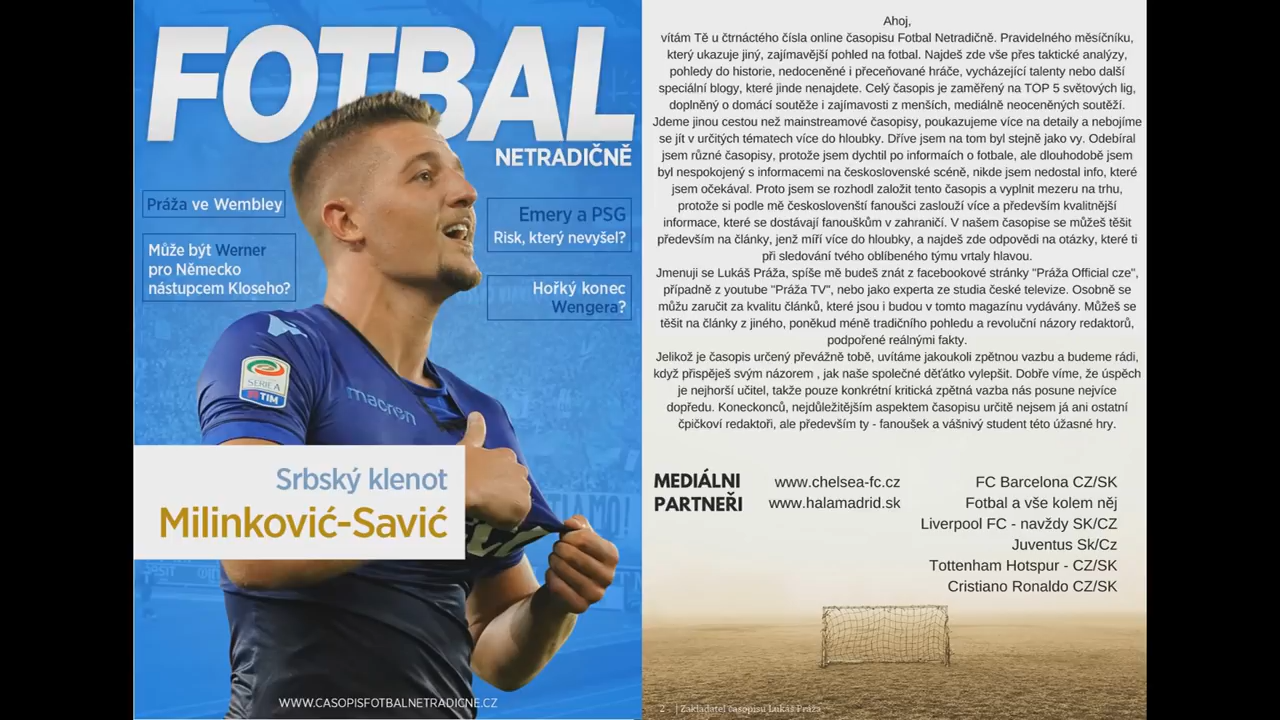 FOTBAL
NETRADIČNĚ
Práža ve Wembley
Může být Werner
pro Německo
nástupcem Kloseho?
Emery a PSG
Risk, který nevyšel?
Hořký konec
Wengera?
SERIE A
TIM
macron
Srbský klenot
Milinković-Savić
WWW.CASOPISFOTBALNETRADICNE.CZ
Ahoj,
vítám Tě u čtrnáctého čísla online časopisu Fotbal Netradičně. Pravidelného měsíčníku,
který ukazuje jiný, zajímavější pohled na fotbal. Najdeš zde vše přes taktické analýzy,
pohledy do historie, nedoceněné i přeceňované hráče, vycházející talenty nebo další
speciální blogy, které jinde nenajdete. Celý časopis je zaměřený na TOP 5 světových lig,
doplněný o domácí soutěže i zajímavosti z menších, mediálně neoceněných soutěží.
Jdeme jinou cestou než mainstreamové časopisy, poukazujeme více na detaily a nebojíme
se jít v určitých tématech více do hloubky. Dříve jsem na tom byl stejně jako vy. Odebíral
jsem různé časopisy, protože jsem dychtil po informaích o fotbale, ale dlouhodobě jsem
byl nespokojený s informacemi na československé scéně, nikde jsem nedostal info, které
jsem očekával. Proto jsem se rozhodl založit tento časopis a vyplnit mezeru na trhu,
protože si podle mě českoslovenští fanoušci zaslouží více a především kvalitnější
informace, které se dostávají fanouškům v zahraničí. V našem časopise se můžeš těšit
především na články, jenž míří více do hloubky, a najdeš zde odpovědi na otázky, které ti
při sledování tvého oblíbeného týmu vrtaly hlavou.
Jmenuji se Lukáš Práža, spíše mě budeš znát z facebookové stránky "Práža Official cze",
případně z youtube "Práža TV", nebo jako experta ze studia české televize. Osobně se
můžu zaručit za kvalitu článků, které jsou i budou v tomto magazínu vydávány. Můžeš se
těšit na články z jiného, poněkud méně tradičního pohledu a revoluční názory redaktorů,
podpořené reálnými fakty.
Jelikož je časopis určený převážně tobě, uvítáme jakoukoli zpětnou vazbu a budeme rádi,
když přispěješ svým názorem , jak naše společné děťátko vylepšit. Dobře víme, že úspěch
je nejhorší učitel, takže pouze konkrétní kritická zpětná vazba nás posune nejvíce
dopředu. Koneckonců, nejdůležitějším aspektem časopisu určitě nejsem já ani ostatní
čpičkoví redaktoři, ale především ty - fanoušek a vášnivý student této úžasné hry.
MEDIÁLNI
PARTNEŘI
www.chelsea-fc.cz
www.halamadrid.sk
FC Barcelona CZ/SK
Fotbal a vše kolem něj
Liverpool FC - navždy SK/CZ
Juventus Sk/Cz
Tottenham Hotspur - CZ/SK
Cristiano Ronaldo CZ/SK
2 . | Zakladatel časopisu Lukáš Práža